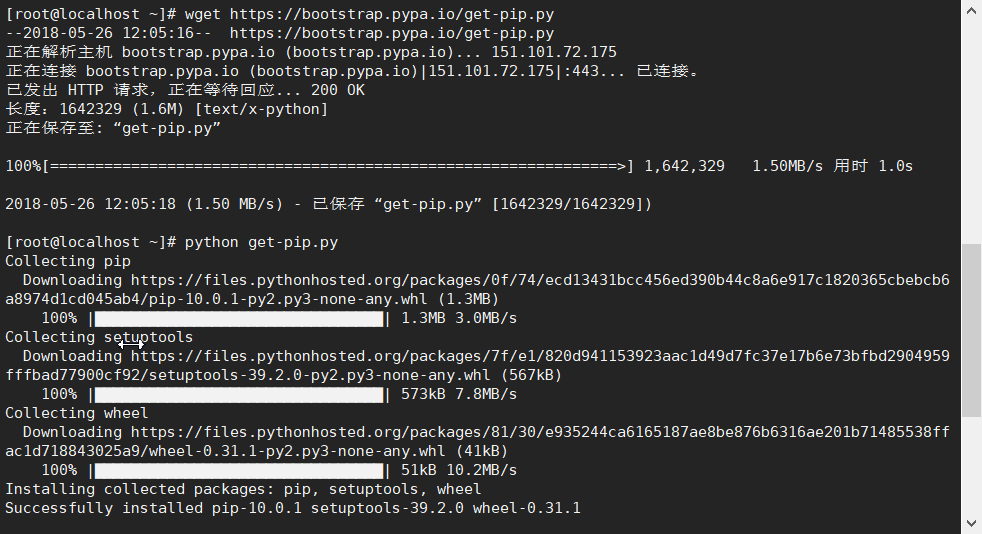 [root@localhost ~]# wget https://bootstrap.pypa.io/get-pip.py
--2018-05-26 12:05:16--  https://bootstrap.pypa.io/get-pip.py
正在解析主机 bootstrap.pypa.io (bootstrap.pypa.io)... 151.101.72.175
正在连接 bootstrap.pypa.io (bootstrap.pypa.io)|151.101.72.175|:443... 已连接。
已发出 HTTP 请求，正在等待回应... 200 OK
长度：1642329 (1.6M) [text/x-python]
正在保存至: “get-pip.py”
100%[==================================================================>] 1,642,329   1.50MB/s 用时 1.0s
2018-05-26 12:05:18 (1.50 MB/s) - 已保存 “get-pip.py” [1642329/1642329])
[root@localhost ~]# python get-pip.py
Collecting pip
  Downloading https://files.pythonhosted.org/packages/0f/74/ecd13431bcc456ed390b44c8a6e917c1820365cbebcb6
a8974d1cd045ab4/pip-10.0.1-py2.py3-none-any.whl (1.3MB)
    100% |████████████████████████████████| 1.3MB 3.0MB/s
Collecting setuptools
  Downloading https://files.pythonhosted.org/packages/7f/e1/820d941153923aac1d49d7fc37e17b6e73bfbd2904959
fffbad77900cf92/setuptools-39.2.0-py2.py3-none-any.whl (567kB)
    100% |████████████████████████████████| 573kB 7.8MB/s
Collecting wheel
  Downloading https://files.pythonhosted.org/packages/81/30/e935244ca6165187ae8be876b6316ae201b71485538ff
ac1d718843025a9/wheel-0.31.1-py2.py3-none-any.whl (41kB)
    100% |████████████████████████████████| 51kB 10.2MB/s
Installing collected packages: pip, setuptools, wheel
Successfully installed pip-10.0.1 setuptools-39.2.0 wheel-0.31.1